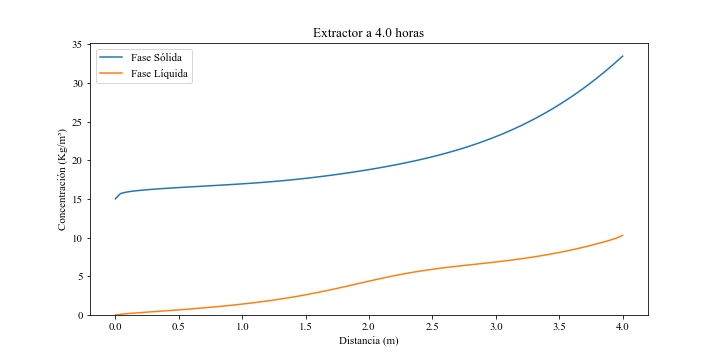 Extractor a 4.0 horas
Fase Sólida
Fase Líquida
Concentración (Kg/m³)
35
30
25
20
15
10
5
0
0.0 0.5 1.0 1.5 2.0 2.5 3.0 3.5 4.0
Distancia (m)